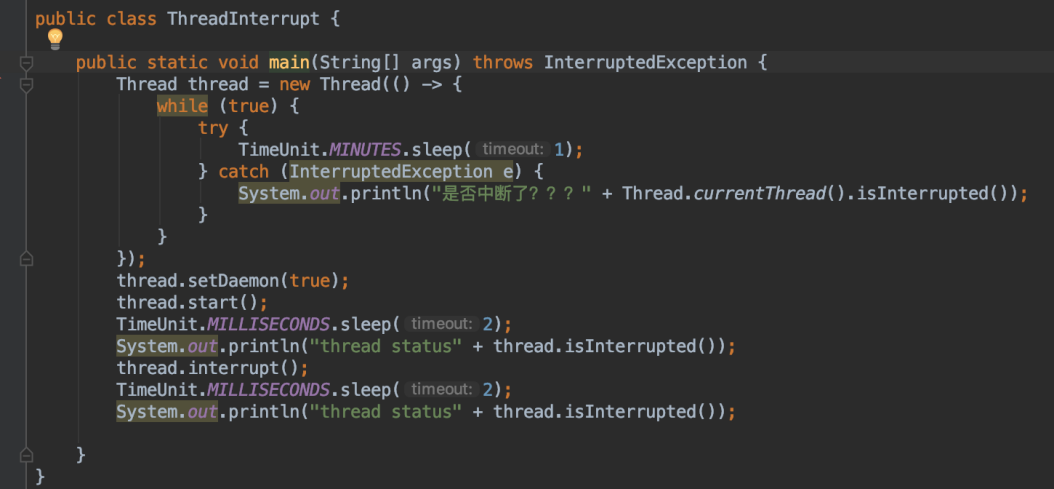 public class ThreadInterrupt {
public static void main(String[] args) throws InterruptedException {
Thread thread = new Thread(() -> {
while (true) {
try {
TimeUnit.MINUTES.sleep( timeout: 1);
} catch (InterruptedException e) {
System.out.println("是否中断了？？？" + Thread.currentThread().isInterrupted());
}
}
});
thread.setDaemon(true);
thread.start();
TimeUnit.MILLISECONDS.sleep( timeout: 2);
System.out.println("thread status" + thread.isInterrupted());
thread.interrupt();
TimeUnit.MILLISECONDS.sleep( timeout: 2);
System.out.println("thread status" + thread.isInterrupted());
}
}